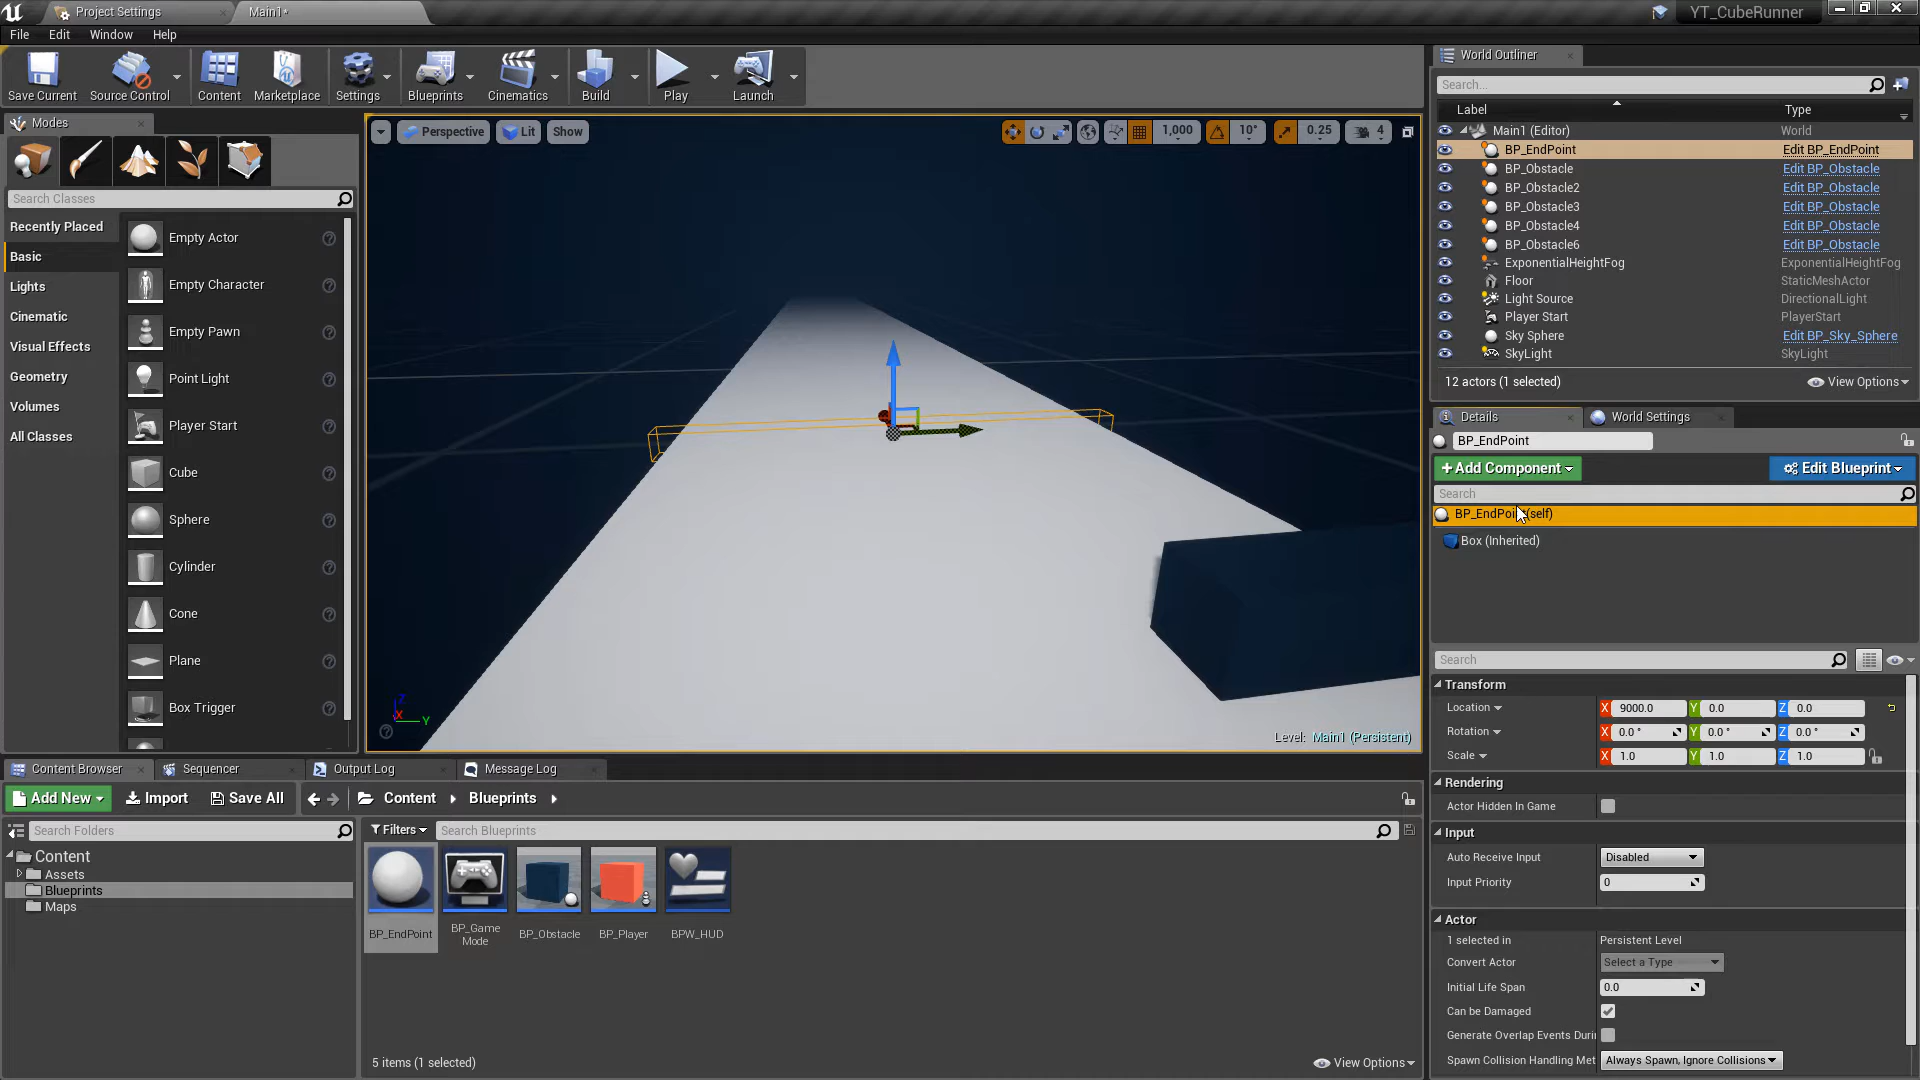 Project Settings
Main1*
YT_CubeRunner
File
Edit
Window
Help
Save Current
Source Control
Content
Marketplace
Settings
Blueprints
Cinematics
Build
Play
Launch
Modes
Search Classes
Recently Placed
Basic
Lights
Cinematic
Visual Effects
Geometry
Volumes
All Classes
Empty Actor
Empty Character
Empty Pawn
Point Light
Player Start
Cube
Sphere
Cylinder
Cone
Plane
Box Trigger
Perspective
Lit
Show
1,000
10°
0.25
4
Z
X
Y
Level: Main1 (Persistent)
World Outliner
Search...
Label
Type
Main1 (Editor)
World
BP_EndPoint
Edit BP_EndPoint
BP_Obstacle
Edit BP_Obstacle
BP_Obstacle2
Edit BP_Obstacle
BP_Obstacle3
Edit BP_Obstacle
BP_Obstacle4
Edit BP_Obstacle
BP_Obstacle6
Edit BP_Obstacle
ExponentialHeightFog
ExponentialHeightFog
Floor
StaticMeshActor
Light Source
DirectionalLight
Player Start
PlayerStart
Sky Sphere
Edit BP_Sky_Sphere
SkyLight
SkyLight
12 actors (1 selected)
View Options
Details
World Settings
BP_EndPoint
+Add Component
Edit Blueprint
Search
BP_EndPoint(self)
Box (Inherited)
Search
Transform
Location
X 9000.0 Y 0.0 Z 0.0
Rotation
X 0.0 ° Y 0.0 ° Z 0.0 °
Scale
X 1.0 Y 1.0 Z 1.0
Rendering
Actor Hidden In Game
Input
Auto Receive Input
Disabled
Input Priority
0
Actor
1 selected in
Persistent Level
Convert Actor
Select a Type
Initial Life Span
0.0
Can be Damaged
Generate Overlap Events Duri
Spawn Collision Handling Met
Always Spawn, Ignore Collisions
Content Browser
Sequencer
Output Log
Message Log
Add New
Import
Save All
Content
Blueprints
Search Folders
Filters
Search Blueprints
Content
Assets
Blueprints
Maps
BP_EndPoint
BP_Game
Mode
BP_Obstacle
BP_Player
BPW_HUD
5 items (1 selected)
View Options